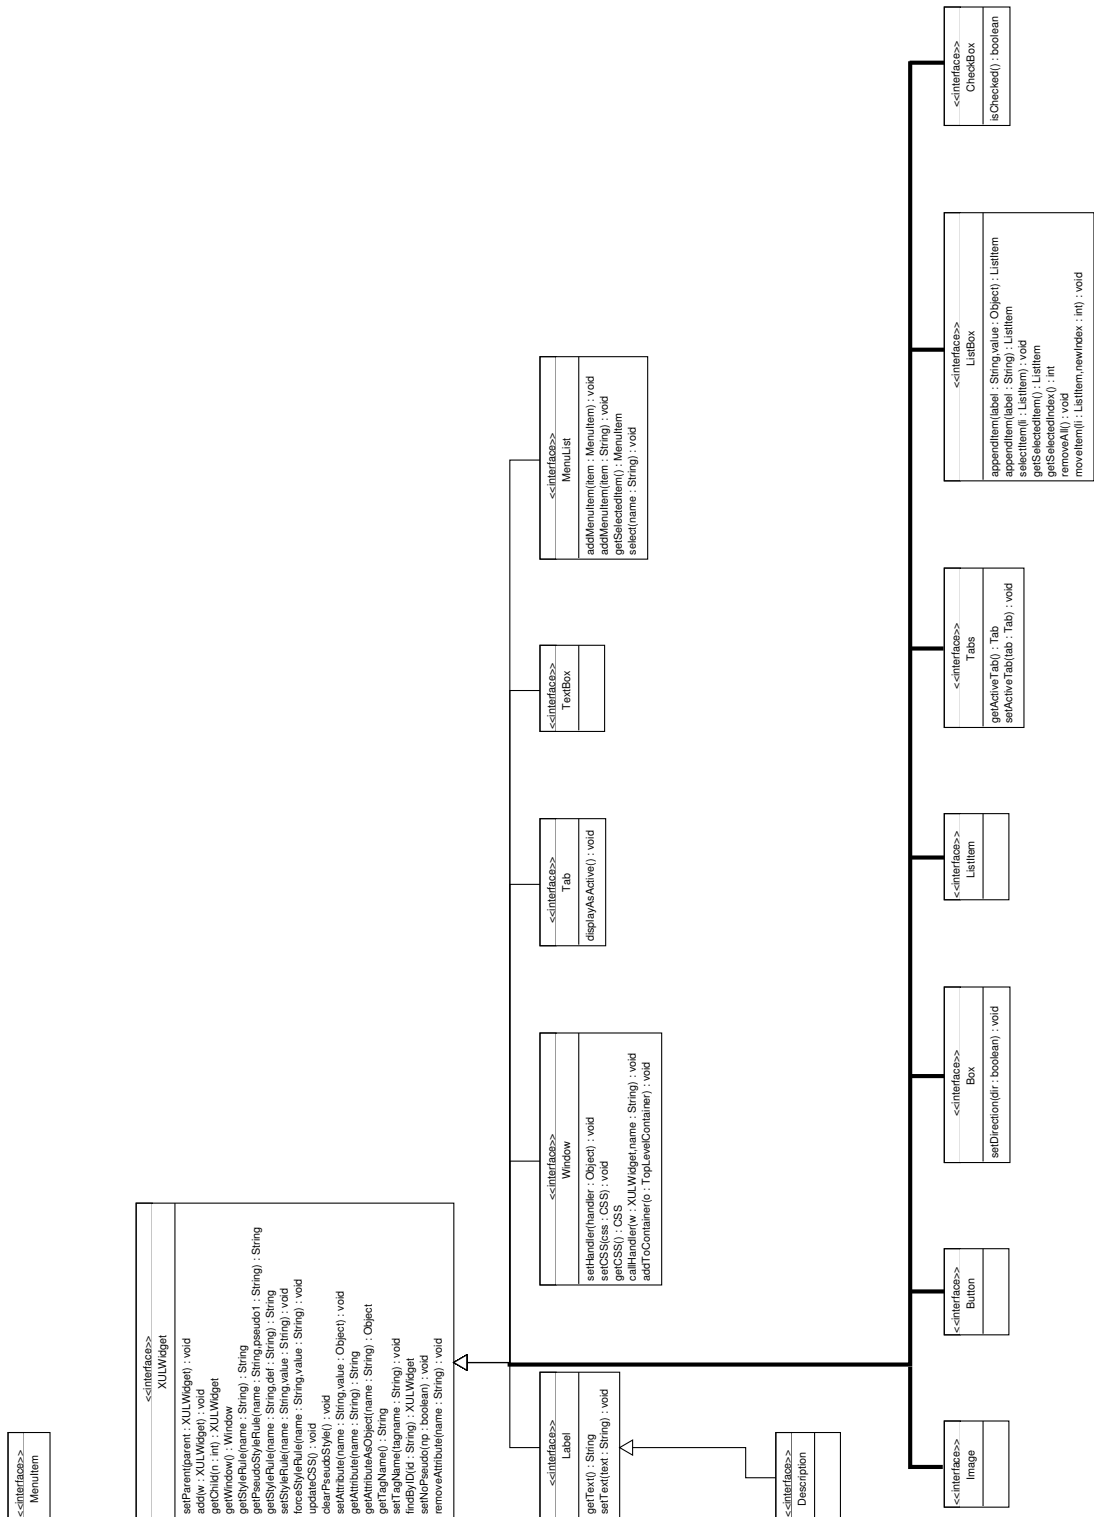 <<interface>>
MenuItem
<<interface>>
XULWidget
setParent(parent : XULWidget) : void
add(w : XULWidget) : void
getChild(n : int) : XULWidget
getWindow() : Window
getStyleRule(name : String) : String
getPseudoStyleRule(name : String,pseudo1 : String) : String
getStyleRule(name : String,def : String) : String
setStyleRule(name : String,value : String) : void
forceStyleRule(name : String,value : String) : void
updateCSS() : void
clearPseudoStyle() : void
setAttribute(name : String,value : Object) : void
getAttribute(name : String) : String
getAttributeAsObject(name : String) : Object
getTagName() : String
setTagName(tagname : String) : void
findByID(id : String) : XULWidget
setNoPseudo(np : boolean) : void
removeAttribute(name : String) : void
<<interface>>
Label
getText() : String
setText(text : String) : void
<<interface>>
Window
setHandler(handler : Object) : void
setCSS(css : CSS) : void
getCSS() : CSS
callHandler(w : XULWidget,name : String) : void
addToContainer(o : TopLevelContainer) : void
<<interface>>
Tab
displayAsActive() : void
<<interface>>
TextBox
<<interface>>
MenuList
addMenuItem(item : MenuItem) : void
addMenuItem(item : String) : void
getSelectedItem() : MenuItem
select(name : String) : void
<<interface>>
Description
<<interface>>
Image
<<interface>>
Button
<<interface>>
Box
setDirection(dir : boolean) : void
<<interface>>
ListItem
<<interface>>
Tabs
getActiveTab() : Tab
setActiveTab(tab : Tab) : void
<<interface>>
ListBox
appendItem(label : String,value : Object) : ListItem
appendItem(label : String) : ListItem
selectItem(li : ListItem) : void
getSelectedItem() : ListItem
getSelectedIndex() : int
removeAll() : void
moveItem(li : ListItem,newIndex : int) : void
<<interface>>
CheckBox
isChecked() : boolean